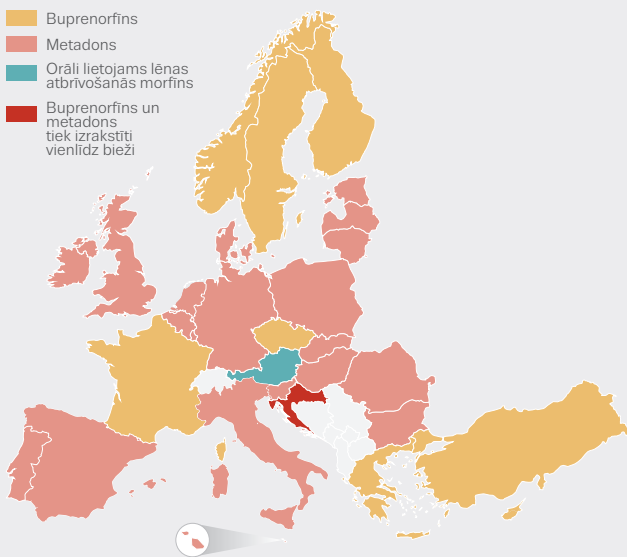 Buprenorfīns
Metadons
Orāli lietojams lēnas
atbrīvošanās morfīns
Buprenorfīns un
metadons
tiek izrakstīti
vienlīdz bieži